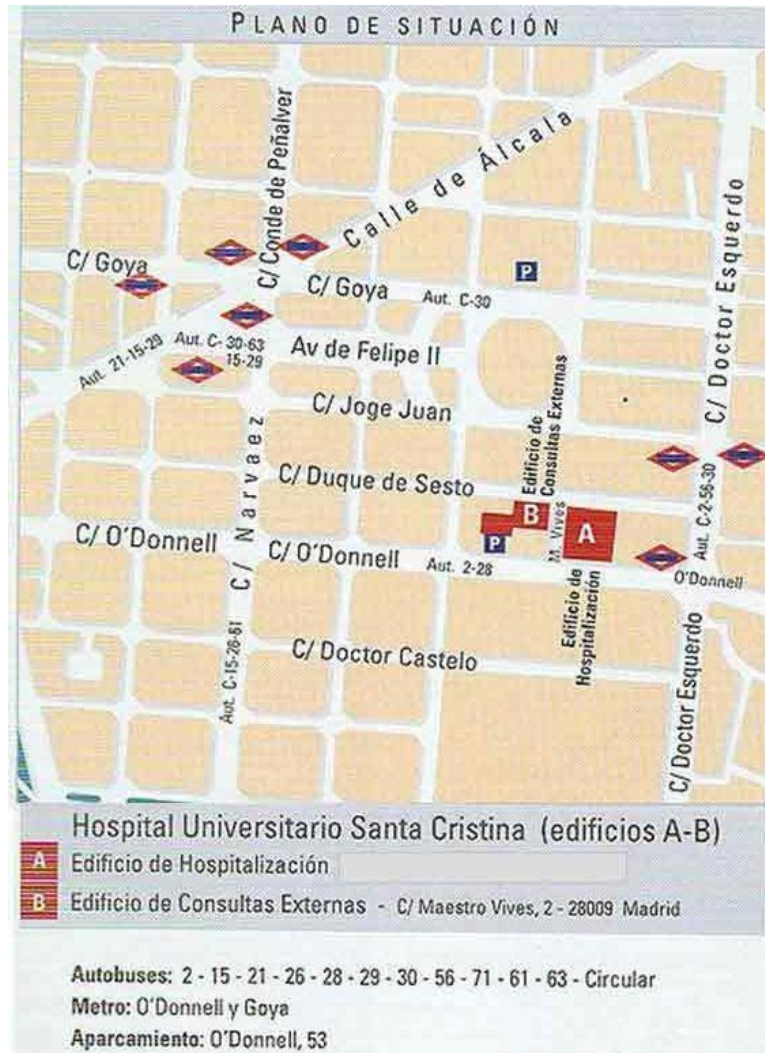 PLANO DE SITUACIÓN
C/ Conde de Peñalver
Calle de Álcala
C/ Doctor Esquerdo
C/ Goya
P
C/ Goya
Aut. C-30
Aut. 21-15-29
Aut. C- 30-63
15-29
Av de Felipe II
C/ Joge Juan
Edificio de
Consultas Externas
C/ Narvaez
C/ Duque de Sesto
B
A
M. Vives
P
Aut. C-2-56-30
C/ O'Donnell
C/ O'Donnell
Aut. 2-28
O'Donnell
Edificio de
Hospitalización
C/ Doctor Castelo
Aut. C-15-26-61
C/ Doctor Esquerdo
Hospital Universitario Santa Cristina (edificios A-B)
A Edificio de Hospitalización
B Edificio de Consultas Externas - C/ Maestro Vives, 2 - 28009 Madrid
Autobuses: 2 - 15 - 21 - 26 - 28 - 29 - 30 - 56 - 71 - 61 - 63 - Circular
Metro: O'Donnell y Goya
Aparcamiento: O'Donnell, 53